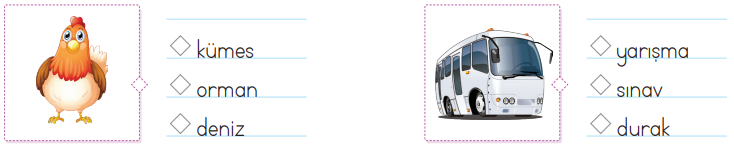 kümes
orman
deniz
yarışma
sınav
durak